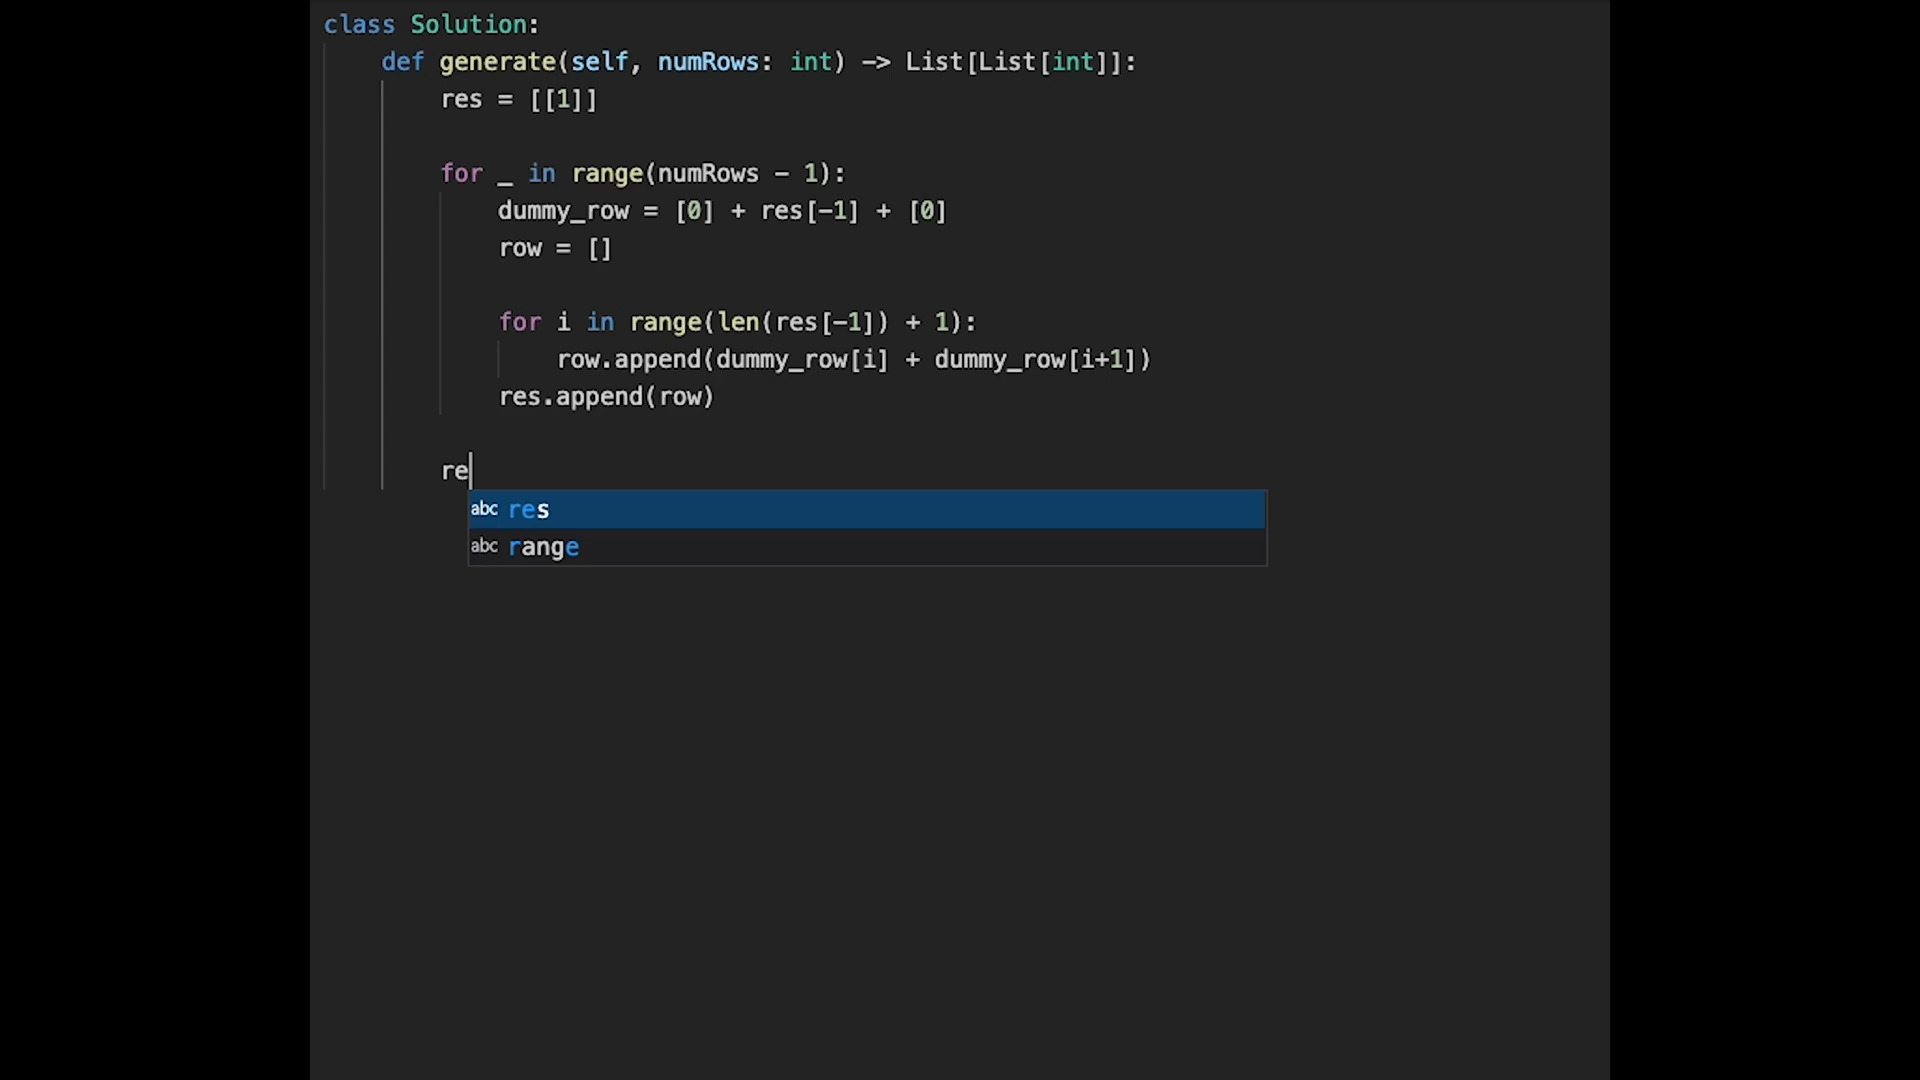 class Solution:
    def generate(self, numRows: int) -> List[List[int]]:
        res = [[1]]

        for _ in range(numRows - 1):
            dummy_row = [0] + res[-1] + [0]
            row = []

            for i in range(len(res[-1]) + 1):
                row.append(dummy_row[i] + dummy_row[i+1])
            res.append(row)

        re
abc res
abc range